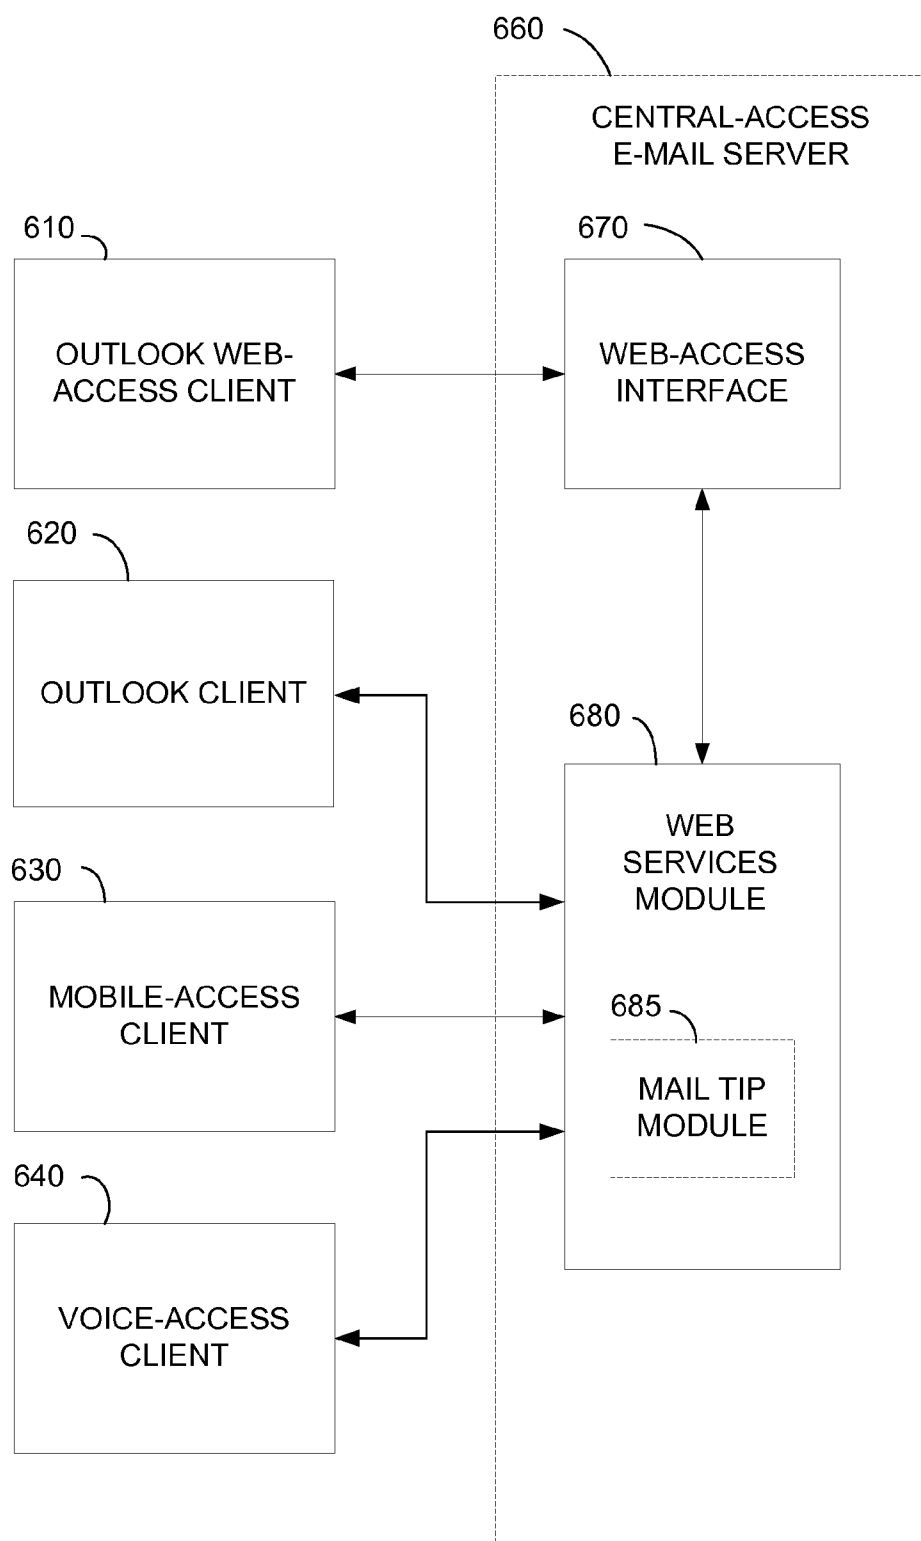 660
CENTRAL-ACCESS
E-MAIL SERVER
610
670
OUTLOOK WEB-
ACCESS CLIENT
WEB-ACCESS
INTERFACE
620
OUTLOOK CLIENT
680
WEB
SERVICES
MODULE
630
MOBILE-ACCESS
CLIENT
685
MAIL TIP
MODULE
640
VOICE-ACCESS
CLIENT